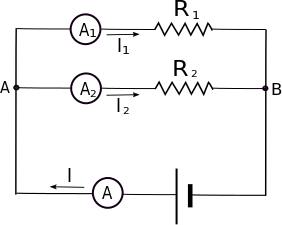 A₁ R₁
I₁
A A₂ R₂ B
I₂
I
A